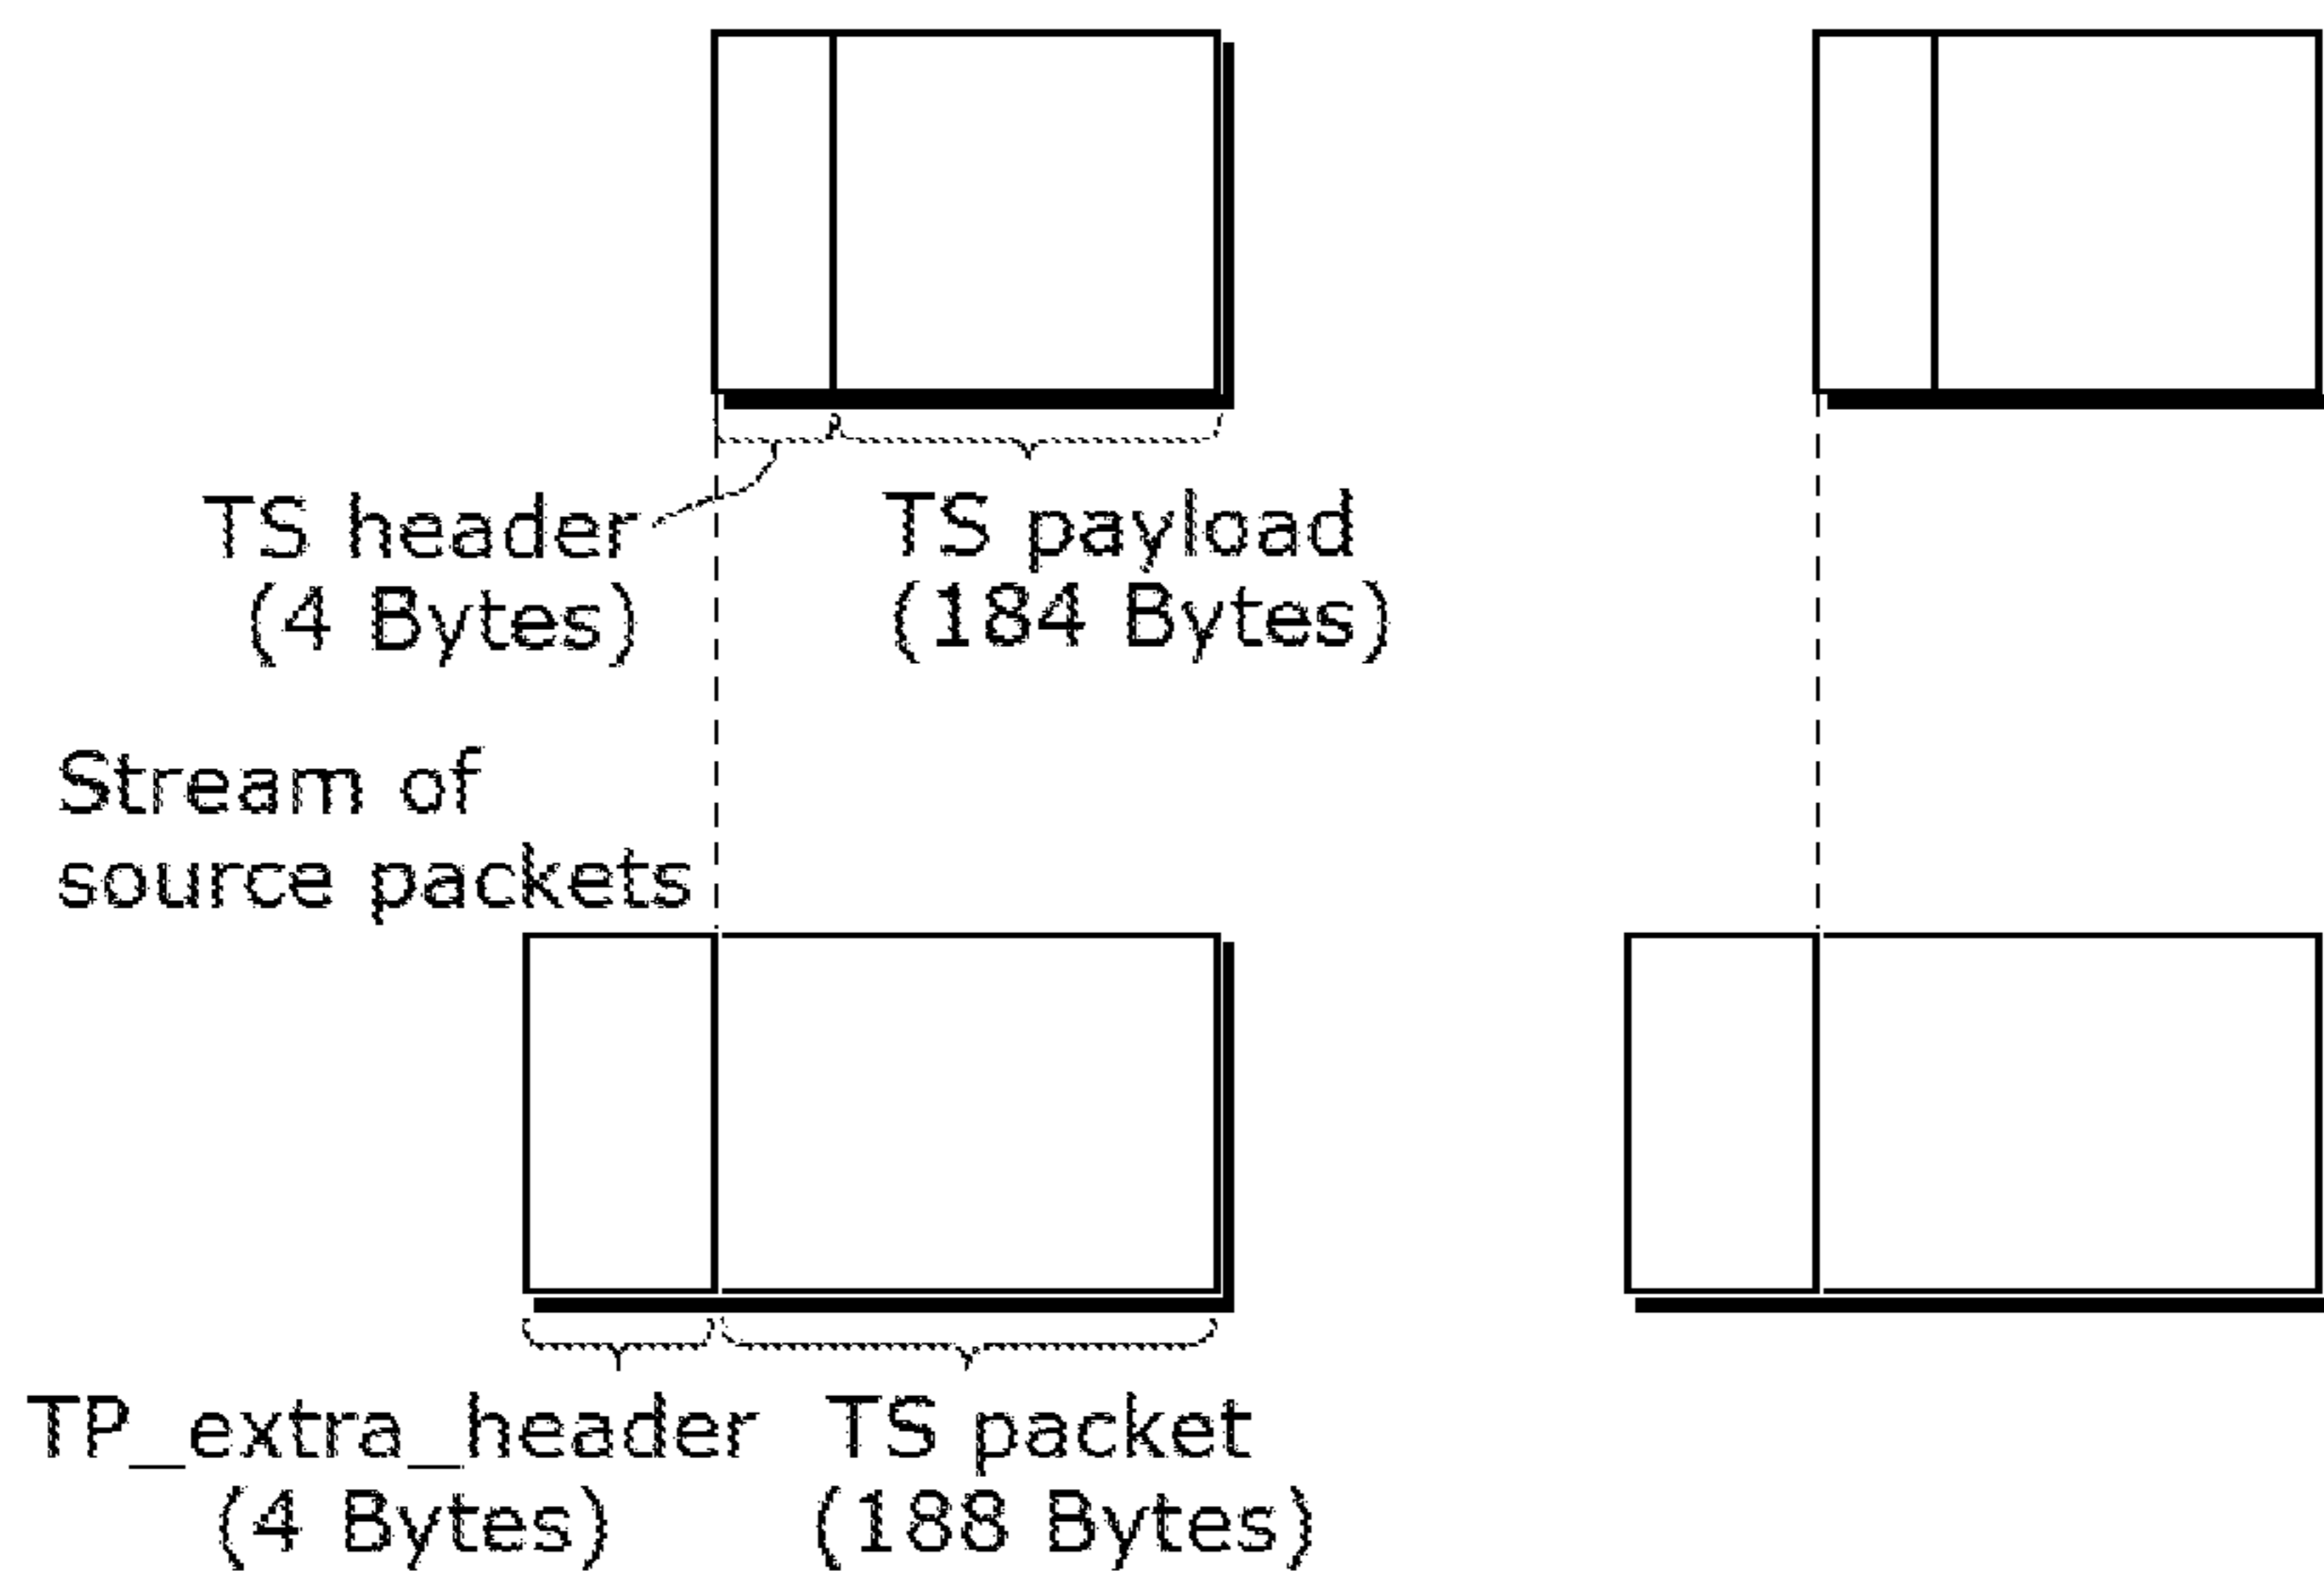 TS header
(4 Bytes)
TS payload
(184 Bytes)
Stream of
source packets
TP_extra_header
(4 Bytes)
TS packet
(188 Bytes)